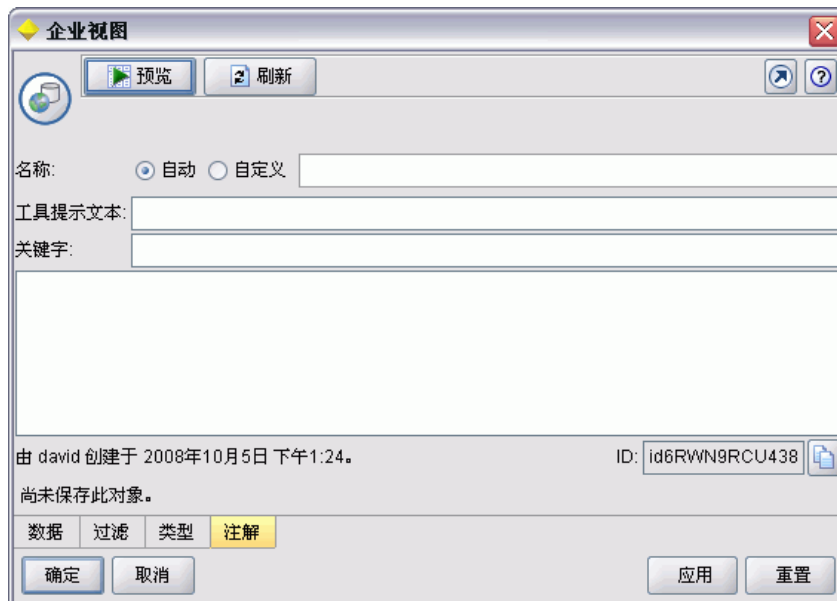 企业视图
预览 刷新
名称: 自动 自定义
工具提示文本:
关键字:
由 david 创建于 2008年10月5日 下午1:24。 ID: id6RWN9RCU438
尚未保存此对象。
数据 过滤 类型 注解
确定 取消 应用 重置